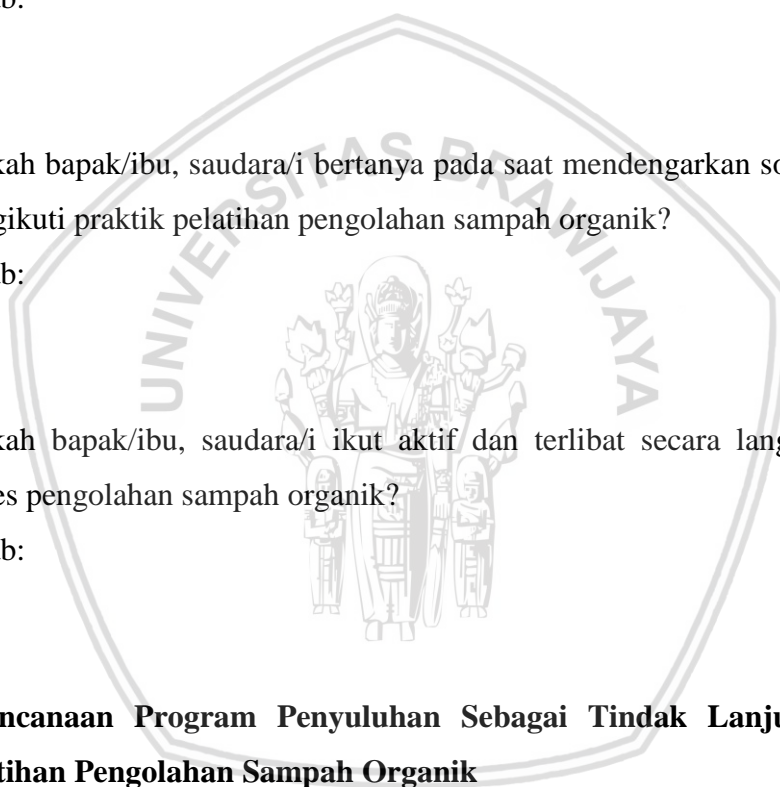 b:
kah bapak/ibu, saudara/i bertanya pada saat mendengarkan so
gikuti praktik pelatihan pengolahan sampah organik?
b:
kah bapak/ibu, saudara/i ikut aktif dan terlibat secara lang
es pengolahan sampah organik?
b:
ncanaan Program Penyuluhan Sebagai Tindak Lanju
tihan Pengolahan Sampah Organik
UNIVERSITAS BRAWIJAYA